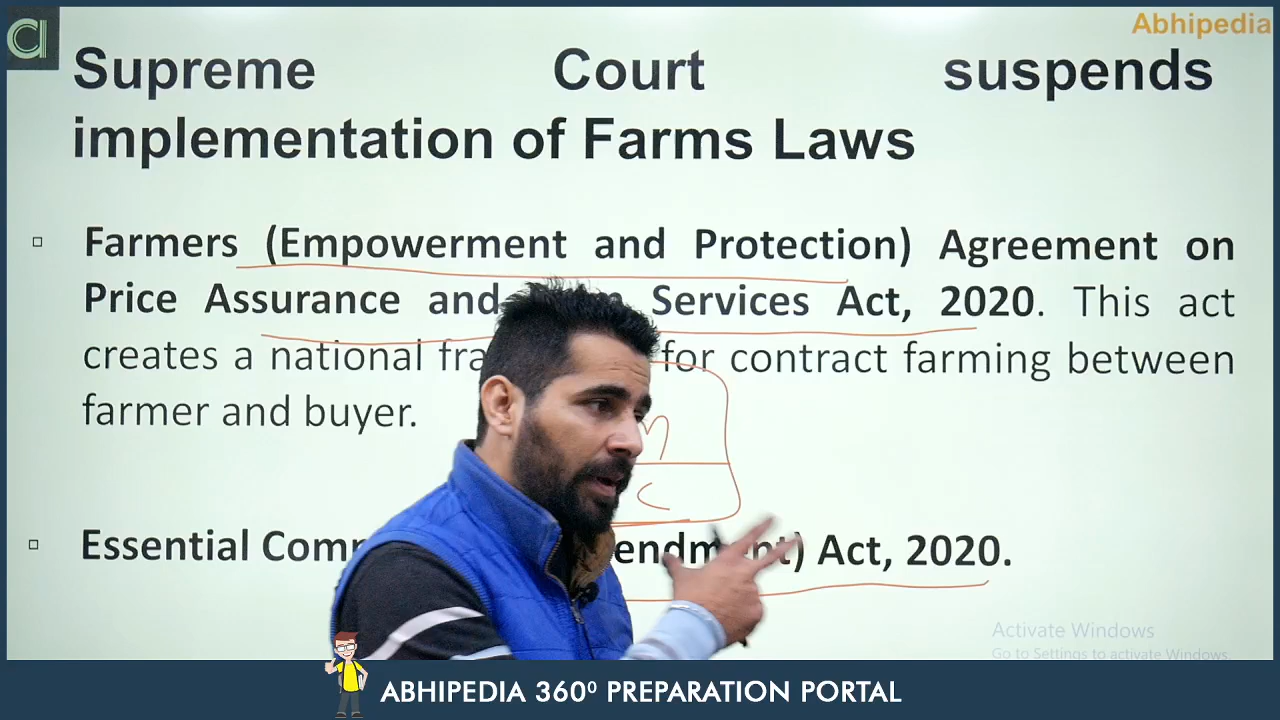 Abhipedia
Supreme Court suspends
implementation of Farms Laws
Farmers (Empowerment and Protection) Agreement on
Price Assurance and Services Act, 2020. This act
creates a national for contract farming between
farmer and buyer.
Essential Act, 2020.
Activate Windows
Go to Settings to activate Windows.
ABHIPEDIA 360⁰ PREPARATION PORTAL